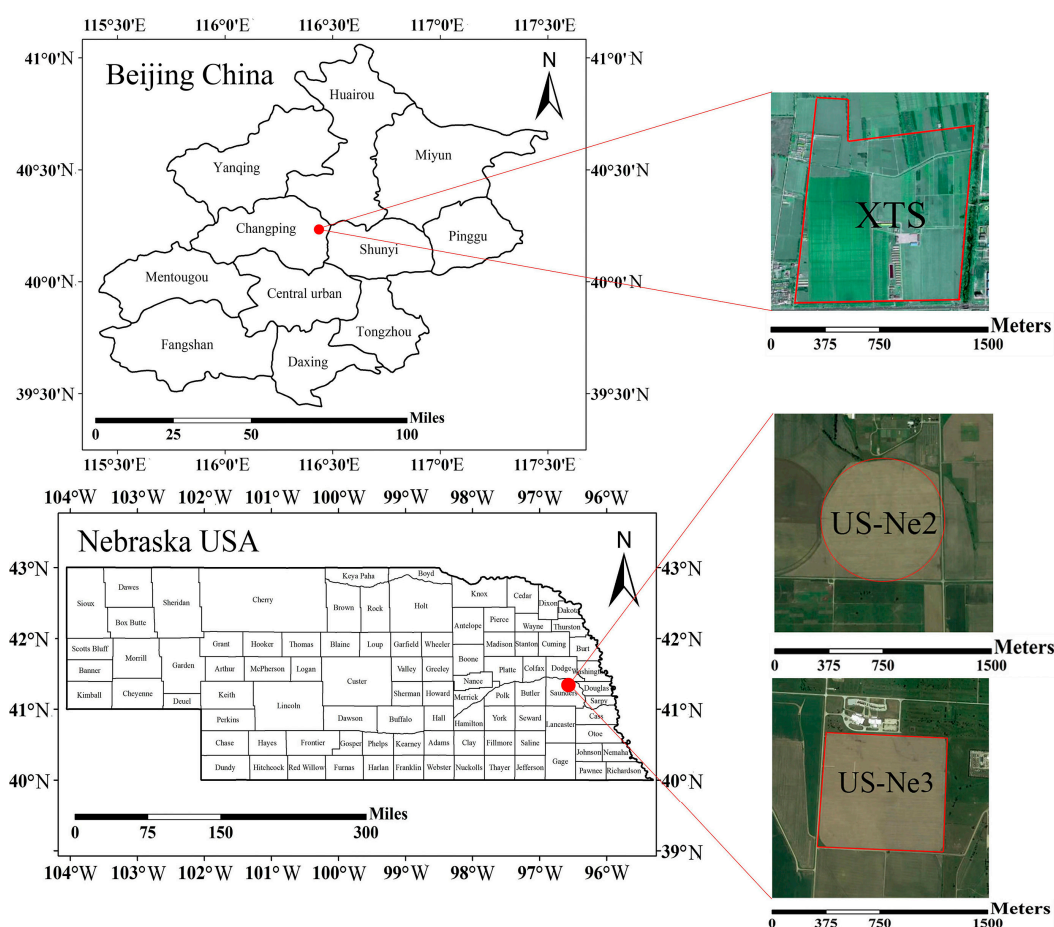 115°30'E 116°0'E 116°30'E 117°0'E 117°30'E
41°0'N
40°30'N
40°0'N
39°30'N
Beijing China
N
41°0'N
40°30'N
40°0'N
39°30'N
Huairou
Miyun
Yanqing
Changping
Shunyi
Pinggu
Mentougou
Central urban
Tongzhou
Fangshan
Daxing
Miles
0 25 50 100
115°30'E 116°0'E 116°30'E 117°0'E 117°30'E
XTS
Meters
0 375 750 1500
104°W 103°W 102°W 101°W 100°W 99°W 98°W 97°W 96°W
Nebraska USA
N
43°N
42°N
41°N
40°N
43°N
42°N
41°N
40°N
39°N
Sioux Dawes Sheridan Cherry Keya Paha Boyd
Box Butte Brown Rock Holt Knox Cedar Dixon Dakota
Antelope Pierce Wayne Thurston
Scotts Bluff Morrill Garden Grant Hooker Thomas Blaine Loup Garfield Wheeler Madison Stanton Cuming Burt
Banner Arthur McPherson Logan Custer Valley Greeley Boone Platte Colfax Dodge Washington
Kimball Cheyenne Deuel Keith Lincoln Sherman Howard Nance Merrick Polk Butler Saunders Douglas
Sarpy
Perkins Dawson Buffalo Hall Hamilton York Seward Lancaster Cass
Otoe
Chase Hayes Frontier Gosper Phelps Kearney Adams Clay Fillmore Saline Gage Johnson Nemaha
Dundy Hitchcock Red Willow Furnas Harlan Franklin Webster Nuckolls Thayer Jefferson Pawnee Richardson
Miles
0 75 150 300
104°W 103°W 102°W 101°W 100°W 99°W 98°W 97°W 96°W
US-Ne2
Meters
0 375 750 1500
US-Ne3
Meters
0 375 750 1500